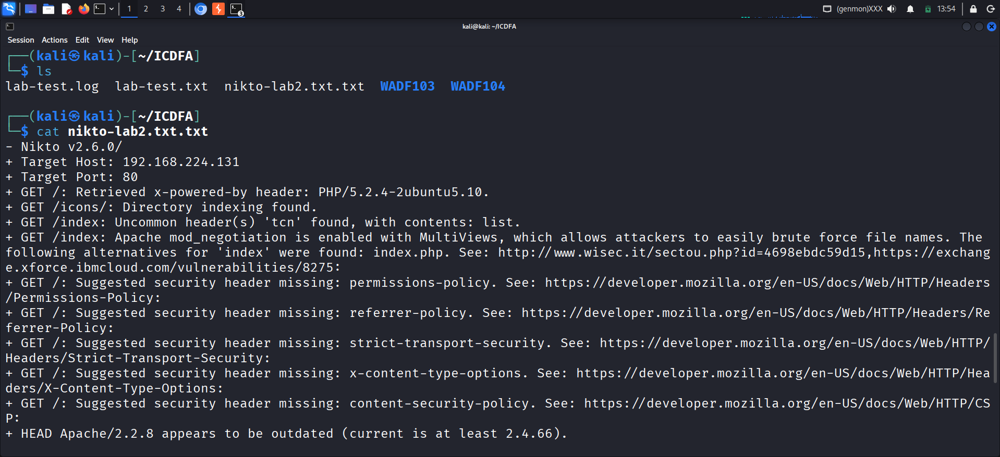 1 2 3 4 3 (genmon)XXX 13:54
kali@kali: ~/ICDFA
Session Actions Edit View Help
┌──(kali㉿kali)-[~/ICDFA]
└─$ ls
lab-test.log lab-test.txt nikto-lab2.txt.txt WADF103 WADF104
┌──(kali㉿kali)-[~/ICDFA]
└─$ cat nikto-lab2.txt.txt
- Nikto v2.6.0/
+ Target Host: 192.168.224.131
+ Target Port: 80
+ GET /: Retrieved x-powered-by header: PHP/5.2.4-2ubuntu5.10.
+ GET /icons/: Directory indexing found.
+ GET /index: Uncommon header(s) 'tcn' found, with contents: list.
+ GET /index: Apache mod_negotiation is enabled with MultiViews, which allows attackers to easily brute force file names. The
following alternatives for 'index' were found: index.php. See: http://www.wisec.it/sectou.php?id=4698ebdc59d15,https://exchang
e.xforce.ibmcloud.com/vulnerabilities/8275:
+ GET /: Suggested security header missing: permissions-policy. See: https://developer.mozilla.org/en-US/docs/Web/HTTP/Headers
/Permissions-Policy:
+ GET /: Suggested security header missing: referrer-policy. See: https://developer.mozilla.org/en-US/docs/Web/HTTP/Headers/Re
ferrer-Policy:
+ GET /: Suggested security header missing: strict-transport-security. See: https://developer.mozilla.org/en-US/docs/Web/HTTP/
Headers/Strict-Transport-Security:
+ GET /: Suggested security header missing: x-content-type-options. See: https://developer.mozilla.org/en-US/docs/Web/HTTP/Hea
ders/X-Content-Type-Options:
+ GET /: Suggested security header missing: content-security-policy. See: https://developer.mozilla.org/en-US/docs/Web/HTTP/CS
P:
+ HEAD Apache/2.2.8 appears to be outdated (current is at least 2.4.66).